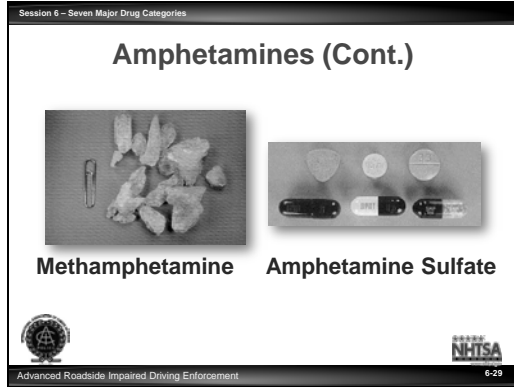 Session 6 – Seven Major Drug Categories
Amphetamines (Cont.)
Methamphetamine
Amphetamine Sulfate
NHTSA
Advanced Roadside Impaired Driving Enforcement
6-29